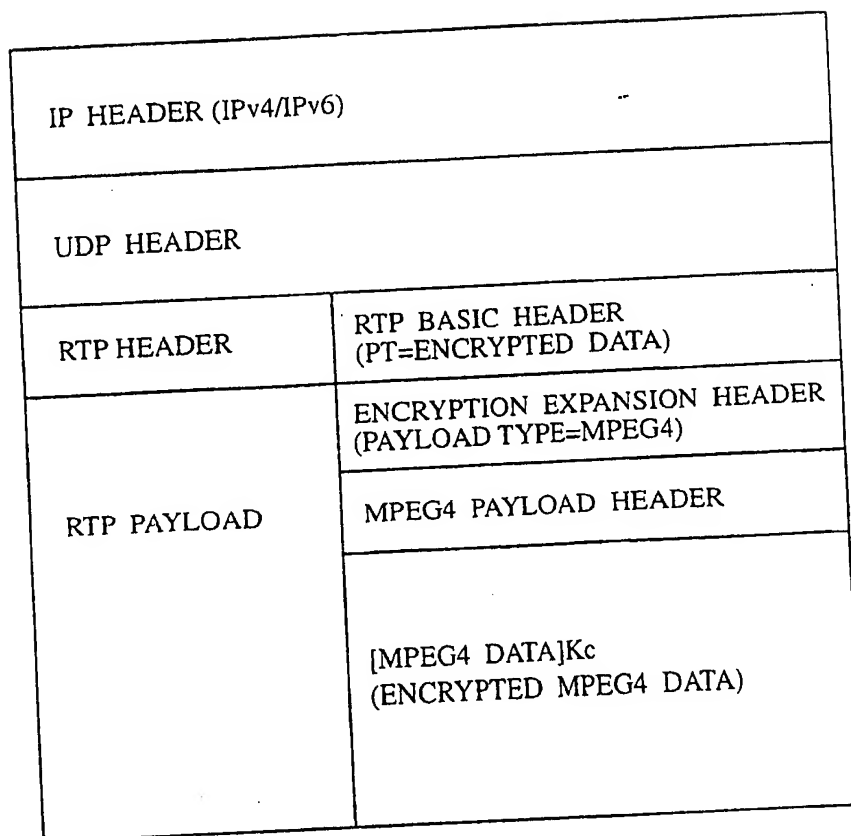 IP HEADER (IPv4/IPv6)
UDP HEADER
RTP HEADER
RTP BASIC HEADER
(PT=ENCRYPTED DATA)
RTP PAYLOAD
ENCRYPTION EXPANSION HEADER
(PAYLOAD TYPE=MPEG4)
MPEG4 PAYLOAD HEADER
[MPEG4 DATA]Kc
(ENCRYPTED MPEG4 DATA)